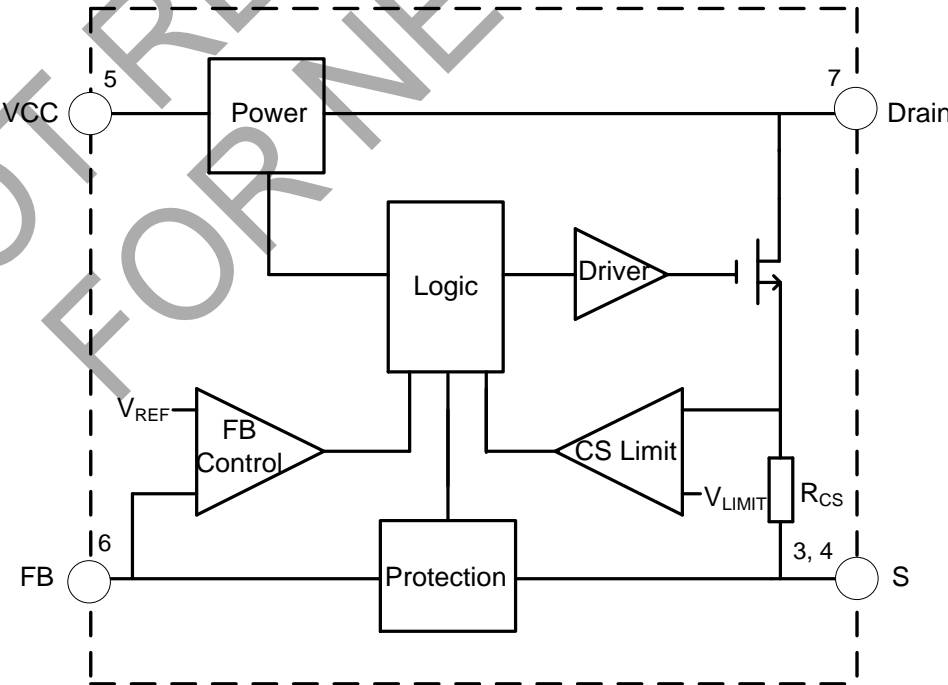 5
7
VCC
Power
Drain
Logic
Driver
VREF
FB
Control
CS Limit
VLIMIT
RCS
6
3, 4
FB
Protection
S